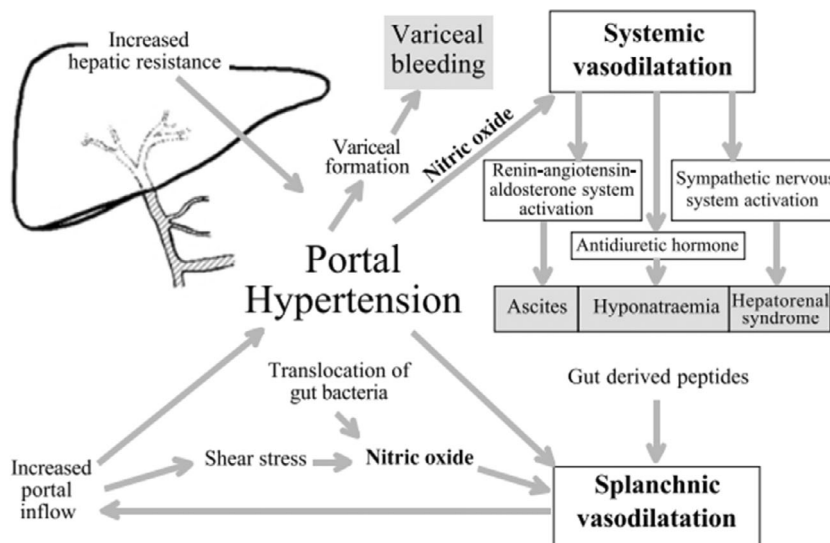 Increased
hepatic resistance
Variceal
bleeding
Systemic
vasodilatation
Variceal
formation
Nitric oxide
Renin-angiotensin-
aldosterone system
activation
Sympathetic nervous
system activation
Antidiuretic hormone
Portal
Hypertension
Ascites
Hyponatraemia
Hepatorenal
syndrome
Translocation of
gut bacteria
Gut derived peptides
Increased
portal
inflow
Shear stress
Nitric oxide
Splanchnic
vasodilatation